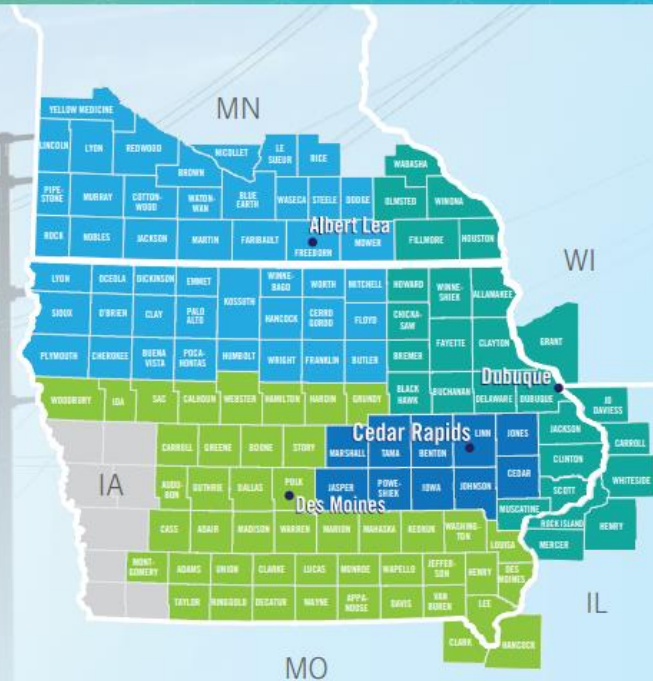 MN
YELLOW MEDICINE
LINCOLN
LYON
REDWOOD
NICOLLET
LE
SUEUR
RICE
BROWN
WABASHA
PIPE-
STONE
MURRAY
COTTON-
WOOD
WATON-
WAN
BLUE
EARTH
WASECA
STEELE
DODGE
OLMSTED
WINONA
Albert Lea
ROCK
NOBLES
JACKSON
MARTIN
FARIBAULT
FREEBORN
MOWER
FILLMORE
HOUSTON
WI
LYON
OCEOLA
DICKINSON
EMMET
KOSSUTH
WINNE-
BAGO
WORTH
MITCHELL
HOWARD
WINNE-
SHIEK
ALLAMAKEE
SIOUX
O'BRIEN
CLAY
PALO
ALTO
HANCOCK
CERRO
GORDO
FLOYD
CHICKA-
SAW
FAYETTE
CLAYTON
GRANT
PLYMOUTH
CHEROKEE
BUENA
VISTA
POCA-
HONTAS
HUMBOLT
WRIGHT
FRANKLIN
BUTLER
BREMER
Dubuque
WOODBURY
IDA
SAC
CALHOUN
WEBSTER
HAMILTON
HARDIN
GRUNDY
BLACK
HAWK
BUCHANAN
DELAWARE
DUBUQUE
JO
DAVIESS
Cedar Rapids
CARROLL
GREENE
BOONE
STORY
MARSHALL
TAMA
BENTON
LINN
JONES
JACKSON
CARROLL
CLINTON
WHITESIDE
IA
AUDU-
BON
GUTHRIE
DALLAS
POLK
JASPER
POWE-
SHIEK
IOWA
JOHNSON
CEDAR
SCOTT
Des Moines
MUSCATINE
ROCK ISLAND
HENRY
CASS
ADAIR
MADISON
WARREN
MARION
MAHASKA
KEOKUK
WASHING-
TON
LOUISA
MERCER
MONT-
GOMERY
ADAMS
UNION
CLARKE
LUCAS
MONROE
WAPELLO
JEFFER-
SON
HENRY
DES
MOINES
IL
TAYLOR
RINGGOLD
DECATUR
WAYNE
APPA-
NOOSE
DAVIS
VAN
BUREN
LEE
CLARK
HANCOCK
MO